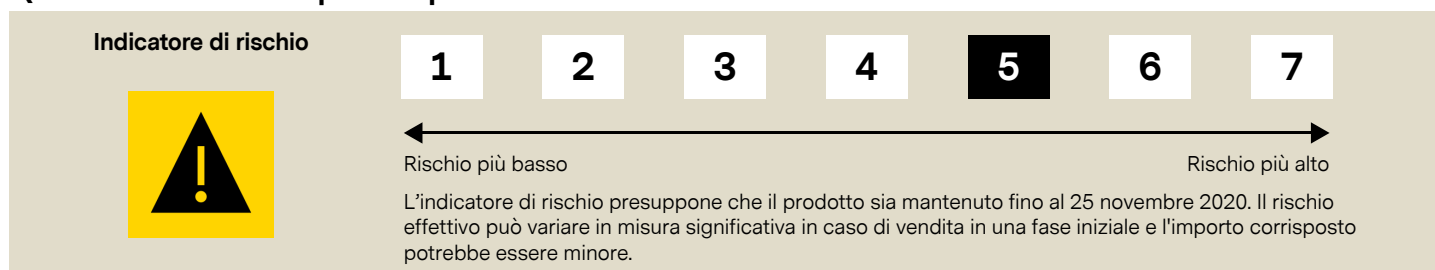 Indicatore di rischio
1 2 3 4 5 6 7
Rischio più basso Rischio più alto
L'indicatore di rischio presuppone che il prodotto sia mantenuto fino al 25 novembre 2020. Il rischio
effettivo può variare in misura significativa in caso di vendita in una fase iniziale e l'importo corrisposto
potrebbe essere minore.